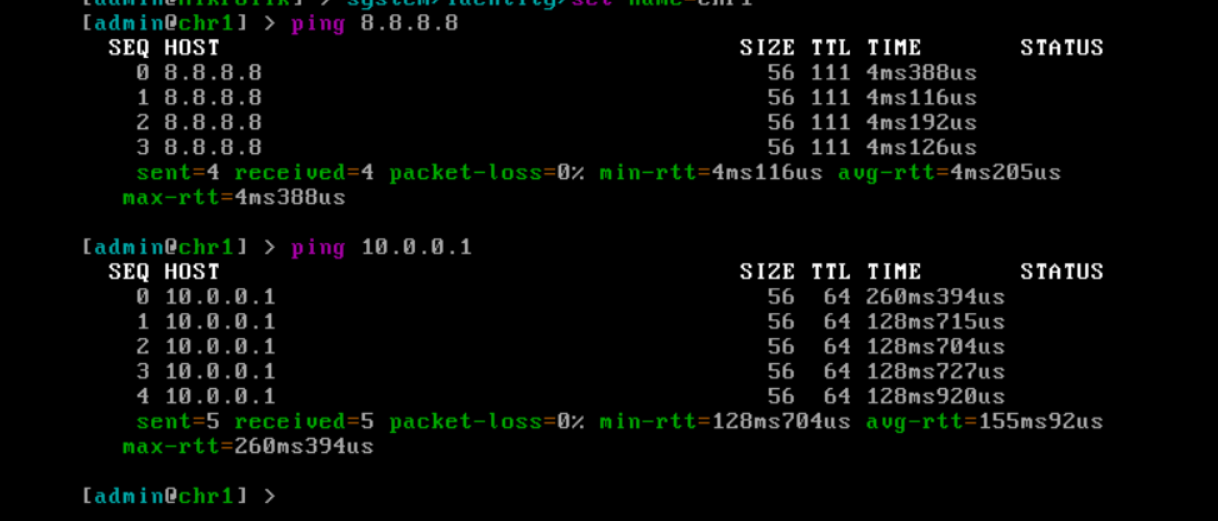 [admin@MikroTik] > system/identity/set name=chr1
[admin@chr1] > ping 8.8.8.8
SEQ HOST SIZE TTL TIME STATUS
0 8.8.8.8 56 111 4ms388us
1 8.8.8.8 56 111 4ms116us
2 8.8.8.8 56 111 4ms192us
3 8.8.8.8 56 111 4ms126us
sent=4 received=4 packet-loss=0% min-rtt=4ms116us avg-rtt=4ms205us
max-rtt=4ms388us
[admin@chr1] > ping 10.0.0.1
SEQ HOST SIZE TTL TIME STATUS
0 10.0.0.1 56 64 260ms394us
1 10.0.0.1 56 64 128ms715us
2 10.0.0.1 56 64 128ms704us
3 10.0.0.1 56 64 128ms727us
4 10.0.0.1 56 64 128ms920us
sent=5 received=5 packet-loss=0% min-rtt=128ms704us avg-rtt=155ms92us
max-rtt=260ms394us
[admin@chr1] >